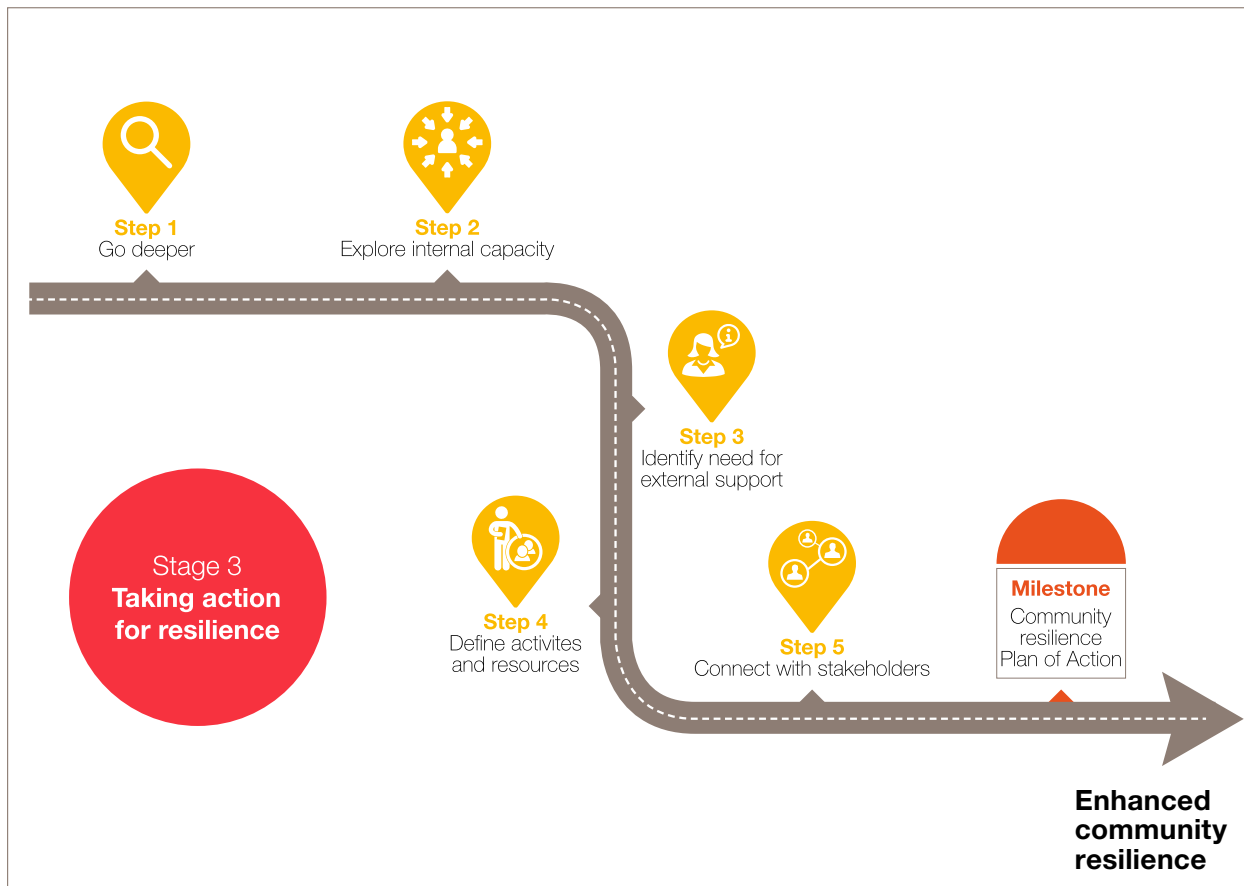 Step 1
Go deeper
Step 2
Explore internal capacity
Step 3
Identify need for
external support
Stage 3
Taking action
for resilience
Step 4
Define activites
and resources
Step 5
Connect with stakeholders
Milestone
Community
resilience
Plan of Action
Enhanced
community
resilience